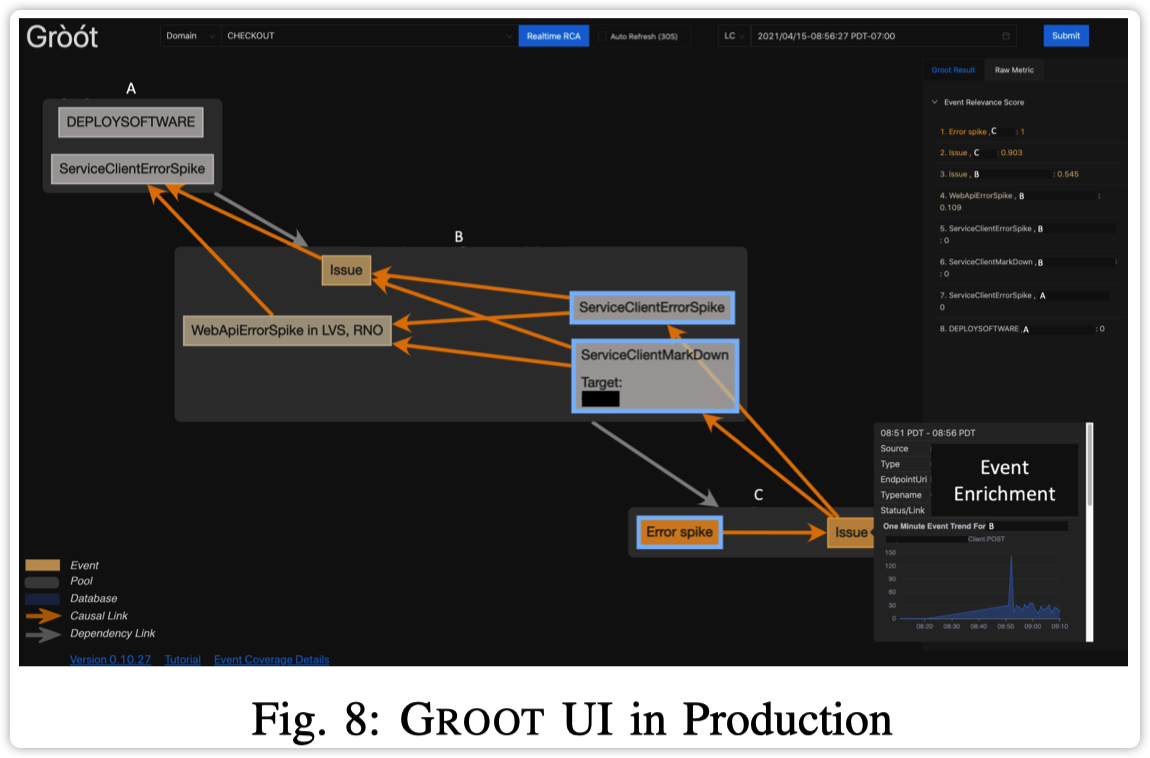 Gròót
Domain
CHECKOUT
Realtime RCA
Auto Refresh (30S)
LC
2021/04/15-08:56:27 PDT-07:00
Submit
Groot Result
Raw Metric
Event Relevance Score
1. Error spike , C : 1
2. Issue , C : 0.903
3. Issue , B : 0.545
4. WebApiErrorSpike , B :
0.109
5. ServiceClientErrorSpike , B
: 0
6. ServiceClientMarkDown , B
: 0
7. ServiceClientErrorSpike , A
0
8. DEPLOYSOFTWARE , A : 0
A
DEPLOYSOFTWARE
ServiceClientErrorSpike
B
Issue
ServiceClientErrorSpike
WebApiErrorSpike in LVS, RNO
ServiceClientMarkDown
Target:
C
Error spike
Issue
08:51 PDT - 08:56 PDT
Source
Type
EndpointUri
Typename
Status/Link
Event
Enrichment
One Minute Event Trend For B
Client.POST
150
120
90
60
30
0
08:20 08:30 08:40 08:50 09:00 09:10
Event
Pool
Database
Causal Link
Dependency Link
Version 0.10.27 Tutorial Event Coverage Details
Fig. 8: GROOT UI in Production